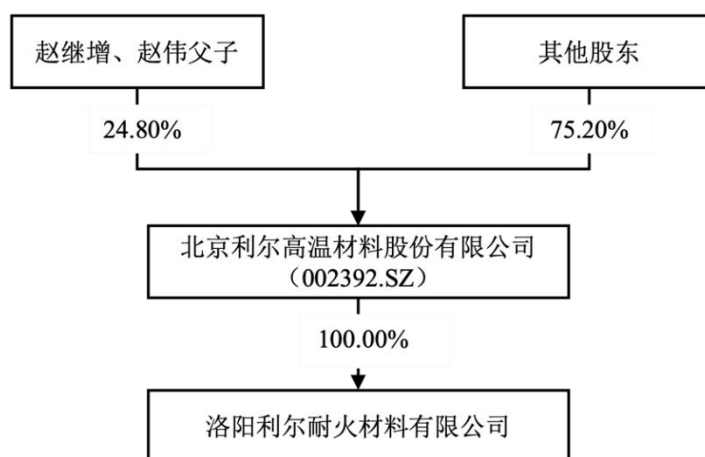 赵继增、赵伟父子
其他股东
24.80%
75.20%
北京利尔高温材料股份有限公司
（002392.SZ）
100.00%
洛阳利尔耐火材料有限公司